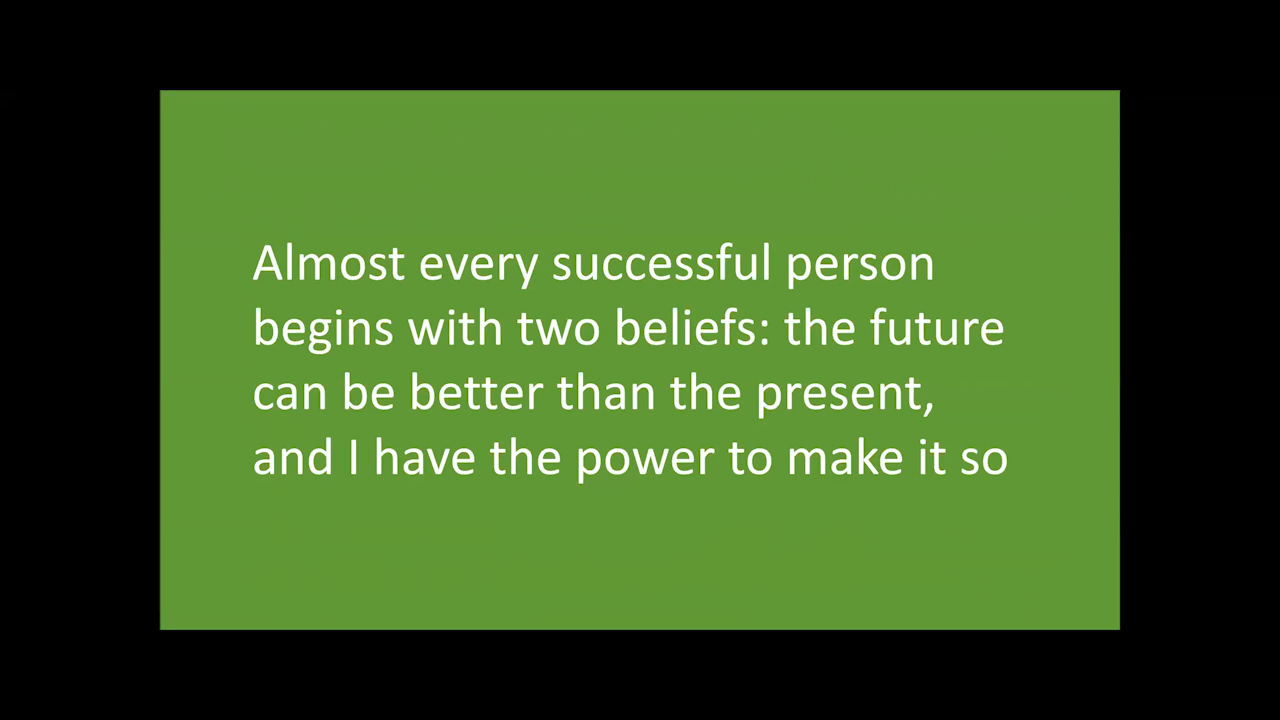 Almost every successful person
begins with two beliefs: the future
can be better than the present,
and I have the power to make it so